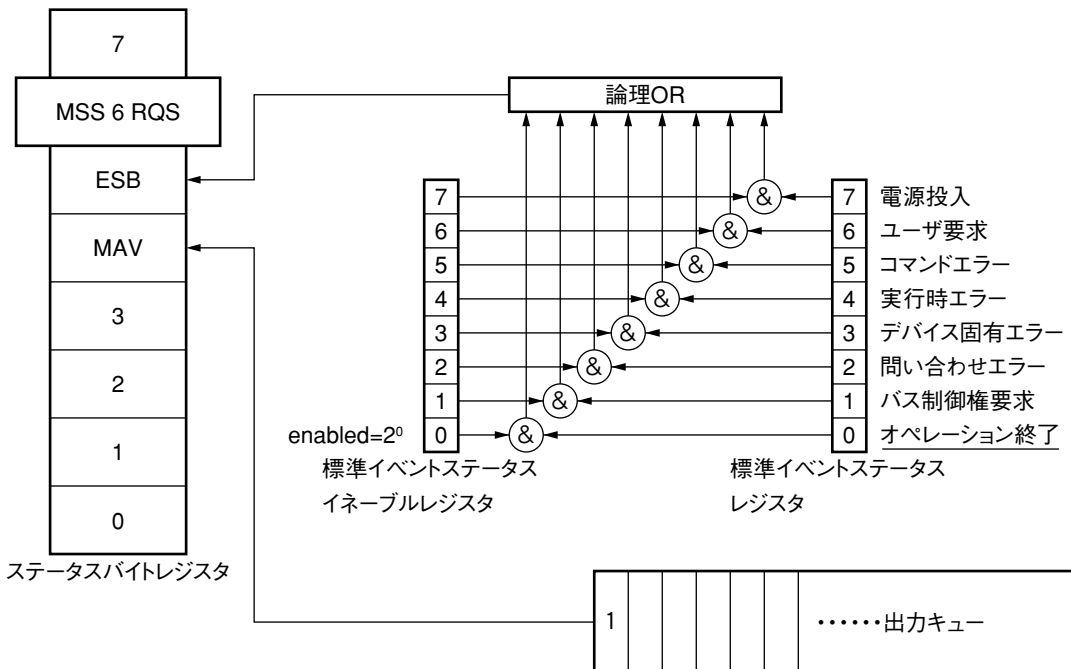 7
MSS 6 RQS
ESB
MAV
3
2
1
0
ステータスバイトレジスタ
論理OR
7
6
5
4
3
2
1
enabled=2⁰ 0
標準イベントステータス
イネーブルレジスタ
&
&
&
&
&
&
&
&
7 電源投入
6 ユーザ要求
5 コマンドエラー
4 実行時エラー
3 デバイス固有エラー
2 問い合わせエラー
1 バス制御権要求
0 オペレーション終了
標準イベントステータス
レジスタ
1 ······出力キュー